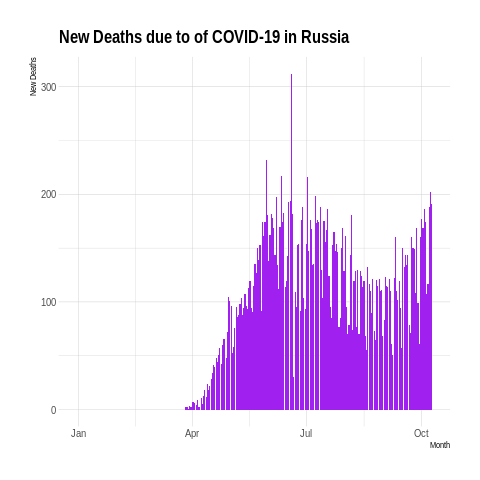 New Deaths due to of COVID-19 in Russia
New Deaths
300
200
100
0
Jan Apr Jul Oct
Month